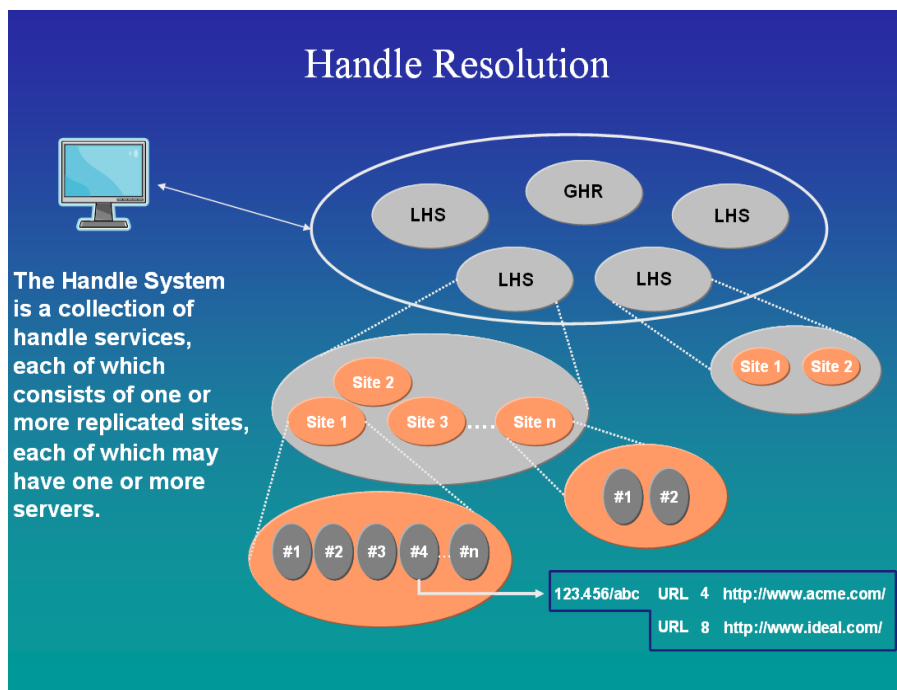 Handle Resolution
GHR
LHS
LHS
LHS
LHS
The Handle System
is a collection of
handle services,
each of which
consists of one or
more replicated sites,
each of which may
have one or more
servers.
Site 1
Site 2
Site 2
Site 1
Site 3
....
Site n
#1
#2
#1
#2
#3
#4
...
#n
123.456/abc URL 4 http://www.acme.com/
URL 8 http://www.ideal.com/